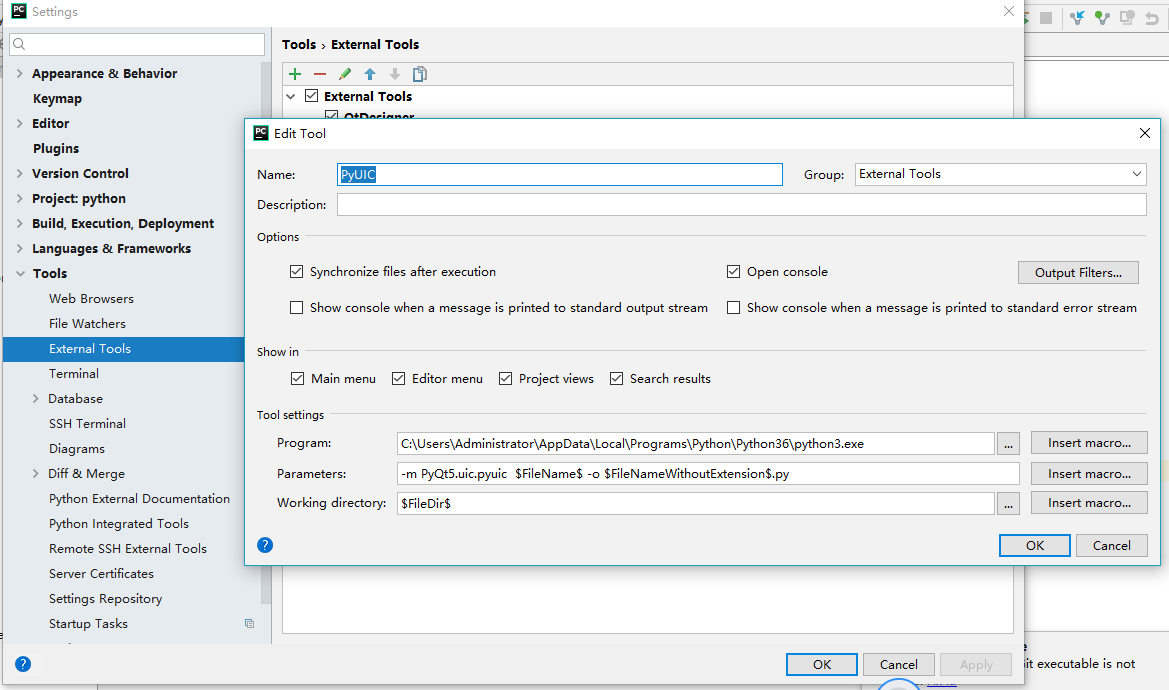 PC Settings
Tools › External Tools
Appearance & Behavior
Keymap
Editor
Plugins
Version Control
Project: python
Build, Execution, Deployment
Languages & Frameworks
Tools
Web Browsers
File Watchers
External Tools
Terminal
Database
SSH Terminal
Diagrams
Diff & Merge
Python External Documentation
Python Integrated Tools
Remote SSH External Tools
Server Certificates
Settings Repository
Startup Tasks
External Tools
QtDesigner
PC Edit Tool
Name: PyUIC Group: External Tools
Description:
Options
Synchronize files after execution Open console Output Filters...
Show console when a message is printed to standard output stream Show console when a message is printed to standard error stream
Show in
Main menu Editor menu Project views Search results
Tool settings
Program: C:\Users\Administrator\AppData\Local\Programs\Python\Python36\python3.exe ... Insert macro...
Parameters: -m PyQt5.uic.pyuic  $FileName$ -o $FileNameWithoutExtension$.py Insert macro...
Working directory: $FileDir$ ... Insert macro...
? OK Cancel
? OK Cancel Apply
it executable is not